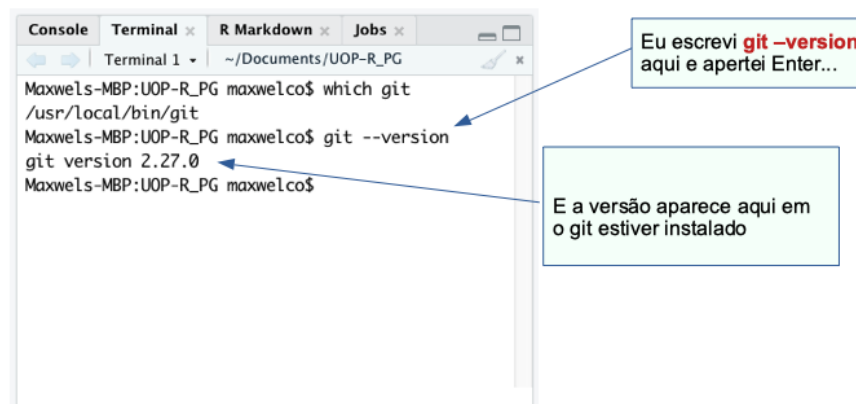 Console Terminal R Markdown Jobs
Terminal 1 ~/Documents/UOP-R_PG
Maxwels-MBP:UOP-R_PG maxwelco$ which git
/usr/local/bin/git
Maxwels-MBP:UOP-R_PG maxwelco$ git --version
git version 2.27.0
Maxwels-MBP:UOP-R_PG maxwelco$
Eu escrevi git –version
aqui e apertei Enter...
E a versão aparece aqui em
o git estiver instalado